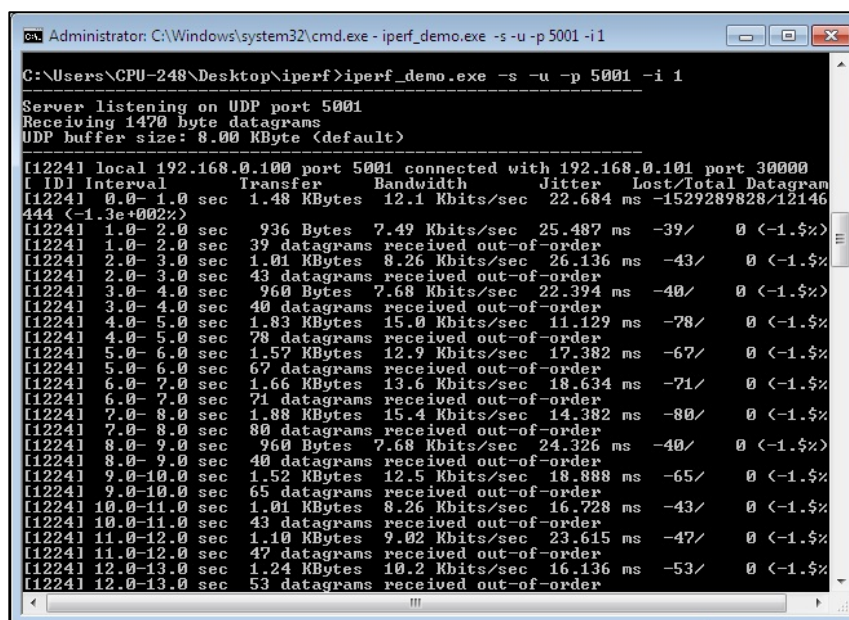 Administrator: C:\Windows\system32\cmd.exe - iperf_demo.exe -s -u -p 5001 -i 1
C:\Users\CPU-248\Desktop\iperf>iperf_demo.exe -s -u -p 5001 -i 1
------------------------------------------------------------
Server listening on UDP port 5001
Receiving 1470 byte datagrams
UDP buffer size: 8.00 KByte (default)
------------------------------------------------------------
[1224] local 192.168.0.100 port 5001 connected with 192.168.0.101 port 30000
[ ID] Interval       Transfer     Bandwidth       Jitter   Lost/Total Datagram
[1224]  0.0- 1.0 sec  1.48 KBytes  12.1 Kbits/sec  22.684 ms -1529289828/12146
444 (-1.3e+002%)
[1224]  1.0- 2.0 sec   936 Bytes  7.49 Kbits/sec  25.487 ms  -39/    0 (-1.$%)
[1224]  1.0- 2.0 sec  39 datagrams received out-of-order
[1224]  2.0- 3.0 sec  1.01 KBytes  8.26 Kbits/sec  26.136 ms  -43/    0 (-1.$%
[1224]  2.0- 3.0 sec  43 datagrams received out-of-order
[1224]  3.0- 4.0 sec   960 Bytes  7.68 Kbits/sec  22.394 ms  -40/    0 (-1.$%)
[1224]  3.0- 4.0 sec  40 datagrams received out-of-order
[1224]  4.0- 5.0 sec  1.83 KBytes  15.0 Kbits/sec  11.129 ms  -78/    0 (-1.$%
[1224]  4.0- 5.0 sec  78 datagrams received out-of-order
[1224]  5.0- 6.0 sec  1.57 KBytes  12.9 Kbits/sec  17.382 ms  -67/    0 (-1.$%
[1224]  5.0- 6.0 sec  67 datagrams received out-of-order
[1224]  6.0- 7.0 sec  1.66 KBytes  13.6 Kbits/sec  18.634 ms  -71/    0 (-1.$%
[1224]  6.0- 7.0 sec  71 datagrams received out-of-order
[1224]  7.0- 8.0 sec  1.88 KBytes  15.4 Kbits/sec  14.382 ms  -80/    0 (-1.$%
[1224]  7.0- 8.0 sec  80 datagrams received out-of-order
[1224]  8.0- 9.0 sec   960 Bytes  7.68 Kbits/sec  24.326 ms  -40/    0 (-1.$%)
[1224]  8.0- 9.0 sec  40 datagrams received out-of-order
[1224]  9.0-10.0 sec  1.52 KBytes  12.5 Kbits/sec  18.888 ms  -65/    0 (-1.$%
[1224]  9.0-10.0 sec  65 datagrams received out-of-order
[1224] 10.0-11.0 sec  1.01 KBytes  8.26 Kbits/sec  16.728 ms  -43/    0 (-1.$%
[1224] 10.0-11.0 sec  43 datagrams received out-of-order
[1224] 11.0-12.0 sec  1.10 KBytes  9.02 Kbits/sec  23.615 ms  -47/    0 (-1.$%
[1224] 11.0-12.0 sec  47 datagrams received out-of-order
[1224] 12.0-13.0 sec  1.24 KBytes  10.2 Kbits/sec  16.136 ms  -53/    0 (-1.$%
[1224] 12.0-13.0 sec  53 datagrams received out-of-order